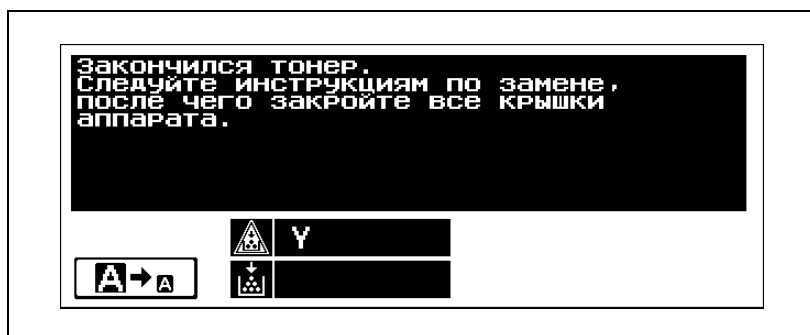 Закончился тонер.
Следуйте инструкциям по замене,
после чего закройте все крышки
аппарата.
Y
A→A